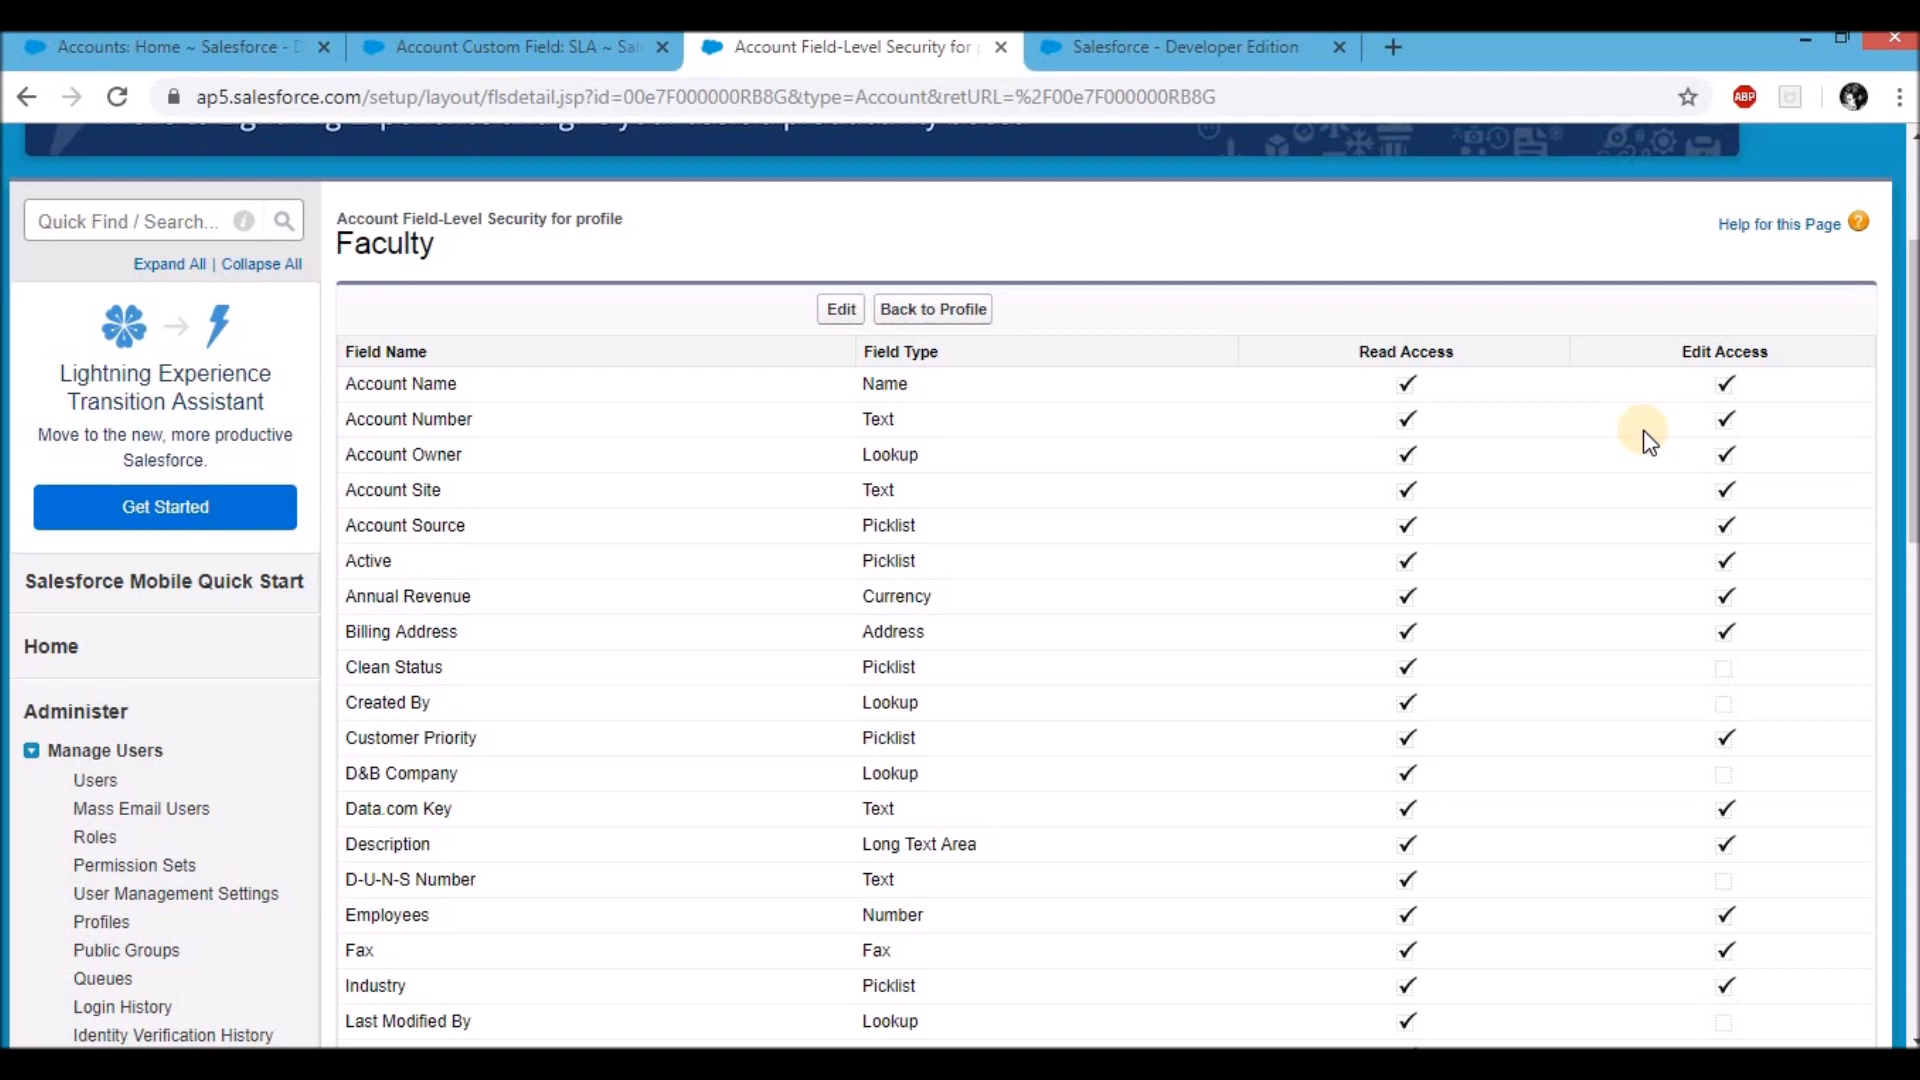 Accounts: Home ~ Salesforce - D
Account Custom Field: SLA ~ Sal
Account Field-Level Security for p
Salesforce - Developer Edition
ap5.salesforce.com/setup/layout/flsdetail.jsp?id=00e7F000000RB8G&type=Account&retURL=%2F00e7F000000RB8G
ABP
Quick Find / Search...
Expand All | Collapse All
Lightning Experience
Transition Assistant
Move to the new, more productive
Salesforce.
Get Started
Salesforce Mobile Quick Start
Home
Administer
Manage Users
Users
Mass Email Users
Roles
Permission Sets
User Management Settings
Profiles
Public Groups
Queues
Login History
Identity Verification History
Account Field-Level Security for profile
Faculty
Help for this Page ?
Edit Back to Profile
Field Name Field Type Read Access Edit Access
Account Name Name
Account Number Text
Account Owner Lookup
Account Site Text
Account Source Picklist
Active Picklist
Annual Revenue Currency
Billing Address Address
Clean Status Picklist
Created By Lookup
Customer Priority Picklist
D&B Company Lookup
Data.com Key Text
Description Long Text Area
D-U-N-S Number Text
Employees Number
Fax Fax
Industry Picklist
Last Modified By Lookup